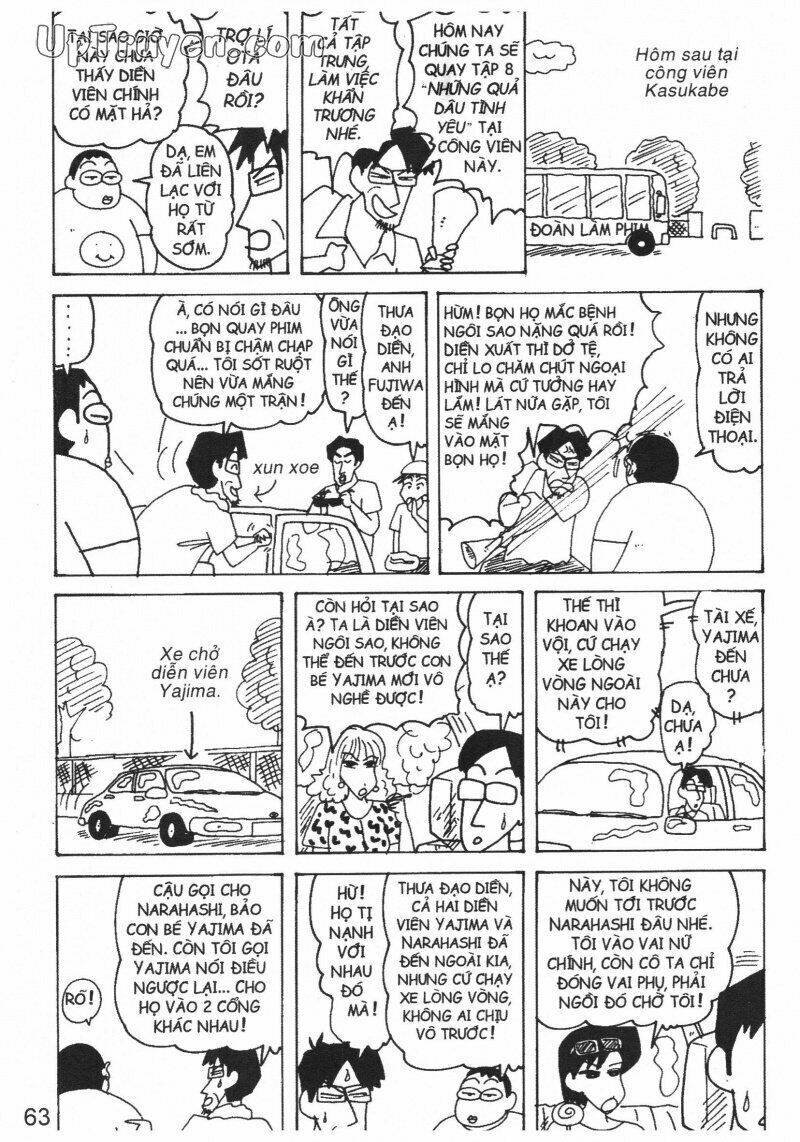 UpTruyen.com
Hôm sau tại
công viên
Kasukabe
ĐOÀN LÀM PHIM
HÔM NAY
CHÚNG TA SẼ
QUAY TẬP 8
"NHỮNG QUẢ
DÂU TÌNH
YÊU" TẠI
CÔNG VIÊN
NÀY.
TẤT
CẢ TẬP
TRUNG,
LÀM VIỆC
KHẨN
TRƯƠNG
NHÉ.
TRỢ LÍ
OTA
ĐÂU
RỒI?
TẠI SAO GIỜ
NÀY CHƯA
THẤY DIỄN
VIÊN CHÍNH
CÓ MẶT HẢ?
DẠ, EM
ĐÃ LIÊN
LẠC VỚI
HỌ TỪ
RẤT
SỚM.
NHƯNG
KHÔNG
CÓ AI
TRẢ
LỜI
ĐIỆN
THOẠI.
HỪM! BỌN HỌ MẮC BỆNH
NGÔI SAO NẶNG QUÁ RỒI!
DIỄN XUẤT THÌ DỞ TỆ,
CHỈ LO CHĂM CHÚT NGOẠI
HÌNH MÀ CỨ TƯỞNG HAY
LẮM! LÁT NỮA GẶP, TÔI
SẼ MẮNG
VÀO MẶT
BỌN HỌ!
THƯA
ĐẠO
DIỄN,
ANH
FUJIWA
ĐẾN
Ạ!
ÔNG
VỪA
NÓI
GÌ
THẾ?
À, CÓ NÓI GÌ ĐÂU
... BỌN QUAY PHIM
CHUẨN BỊ CHẬM CHẠP
QUÁ... TÔI SỐT RUỘT
NÊN VỪA MẮNG
CHÚNG MỘT TRẬN!
xun xoe
......
TÀI XẾ,
YAJIMA
ĐẾN
CHƯA?
DẠ,
CHƯA
Ạ!
THẾ THÌ
KHOAN VÀO
VỘI, CỨ CHẠY
XE LÒNG
VÒNG NGOÀI
NÀY CHO
TÔI!
TẠI
SAO
THẾ
Ạ?
CÒN HỎI TẠI SAO
À? TA LÀ DIỄN VIÊN
NGÔI SAO, KHÔNG
THỂ ĐẾN TRƯỚC CON
BÉ YAJIMA MỚI VÔ
NGHỀ ĐƯỢC!
Xe chở
diễn viên
Yajima.
NÀY, TÔI KHÔNG
MUỐN TỚI TRƯỚC
NARAHASHI ĐÂU NHÉ.
TÔI VÀO VAI NỮ
CHÍNH, CÒN CÔ TA CHỈ
ĐÓNG VAI PHỤ, PHẢI
NGỒI ĐÓ CHỜ TÔI!
THƯA ĐẠO DIỄN,
CẢ HAI DIỄN
VIÊN YAJIMA VÀ
NARAHASHI ĐÃ
ĐẾN NGOÀI KIA,
NHƯNG CỨ CHẠY
XE LÒNG VÒNG,
KHÔNG AI CHỊU
VÔ TRƯỚC!
HỪ!
HỌ TỊ
NẠNH
VỚI
NHAU
ĐÓ
MÀ!
CẬU GỌI CHO
NARAHASHI, BẢO
CON BÉ YAJIMA ĐÃ
ĐẾN. CÒN TÔI GỌI
YAJIMA NÓI ĐIỀU
NGƯỢC LẠI... CHO
HỌ VÀO 2 CỔNG
KHÁC NHAU!
RÕ!
63